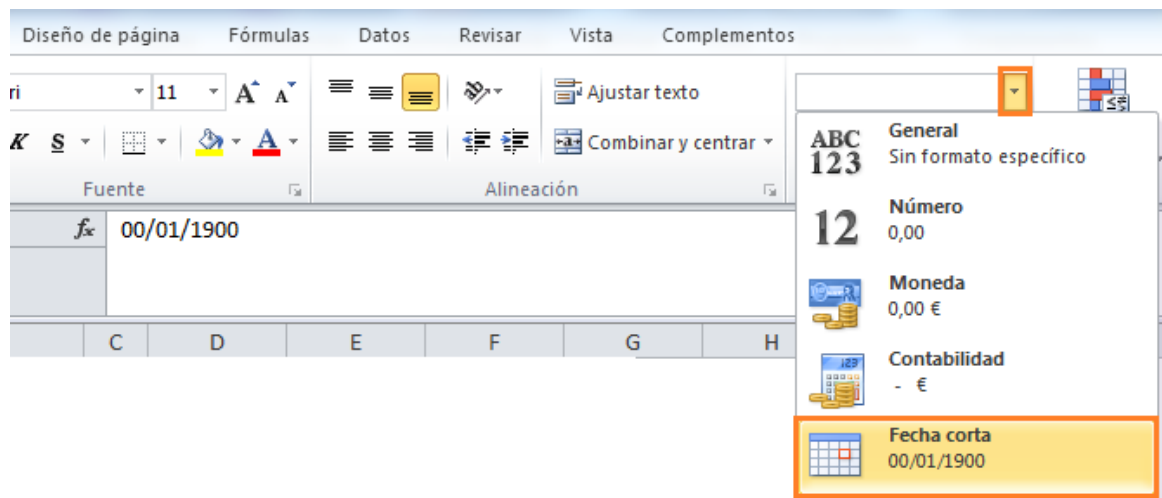 Diseño de página Fórmulas Datos Revisar Vista Complementos
ri 11 A A Ajustar texto
K S A Combinar y centrar
Fuente Alineación
fx 00/01/1900
C D E F G H
ABC 123 General
Sin formato específico
12 Número
0,00
Moneda
0,00 €
123 Contabilidad
- €
Fecha corta
00/01/1900